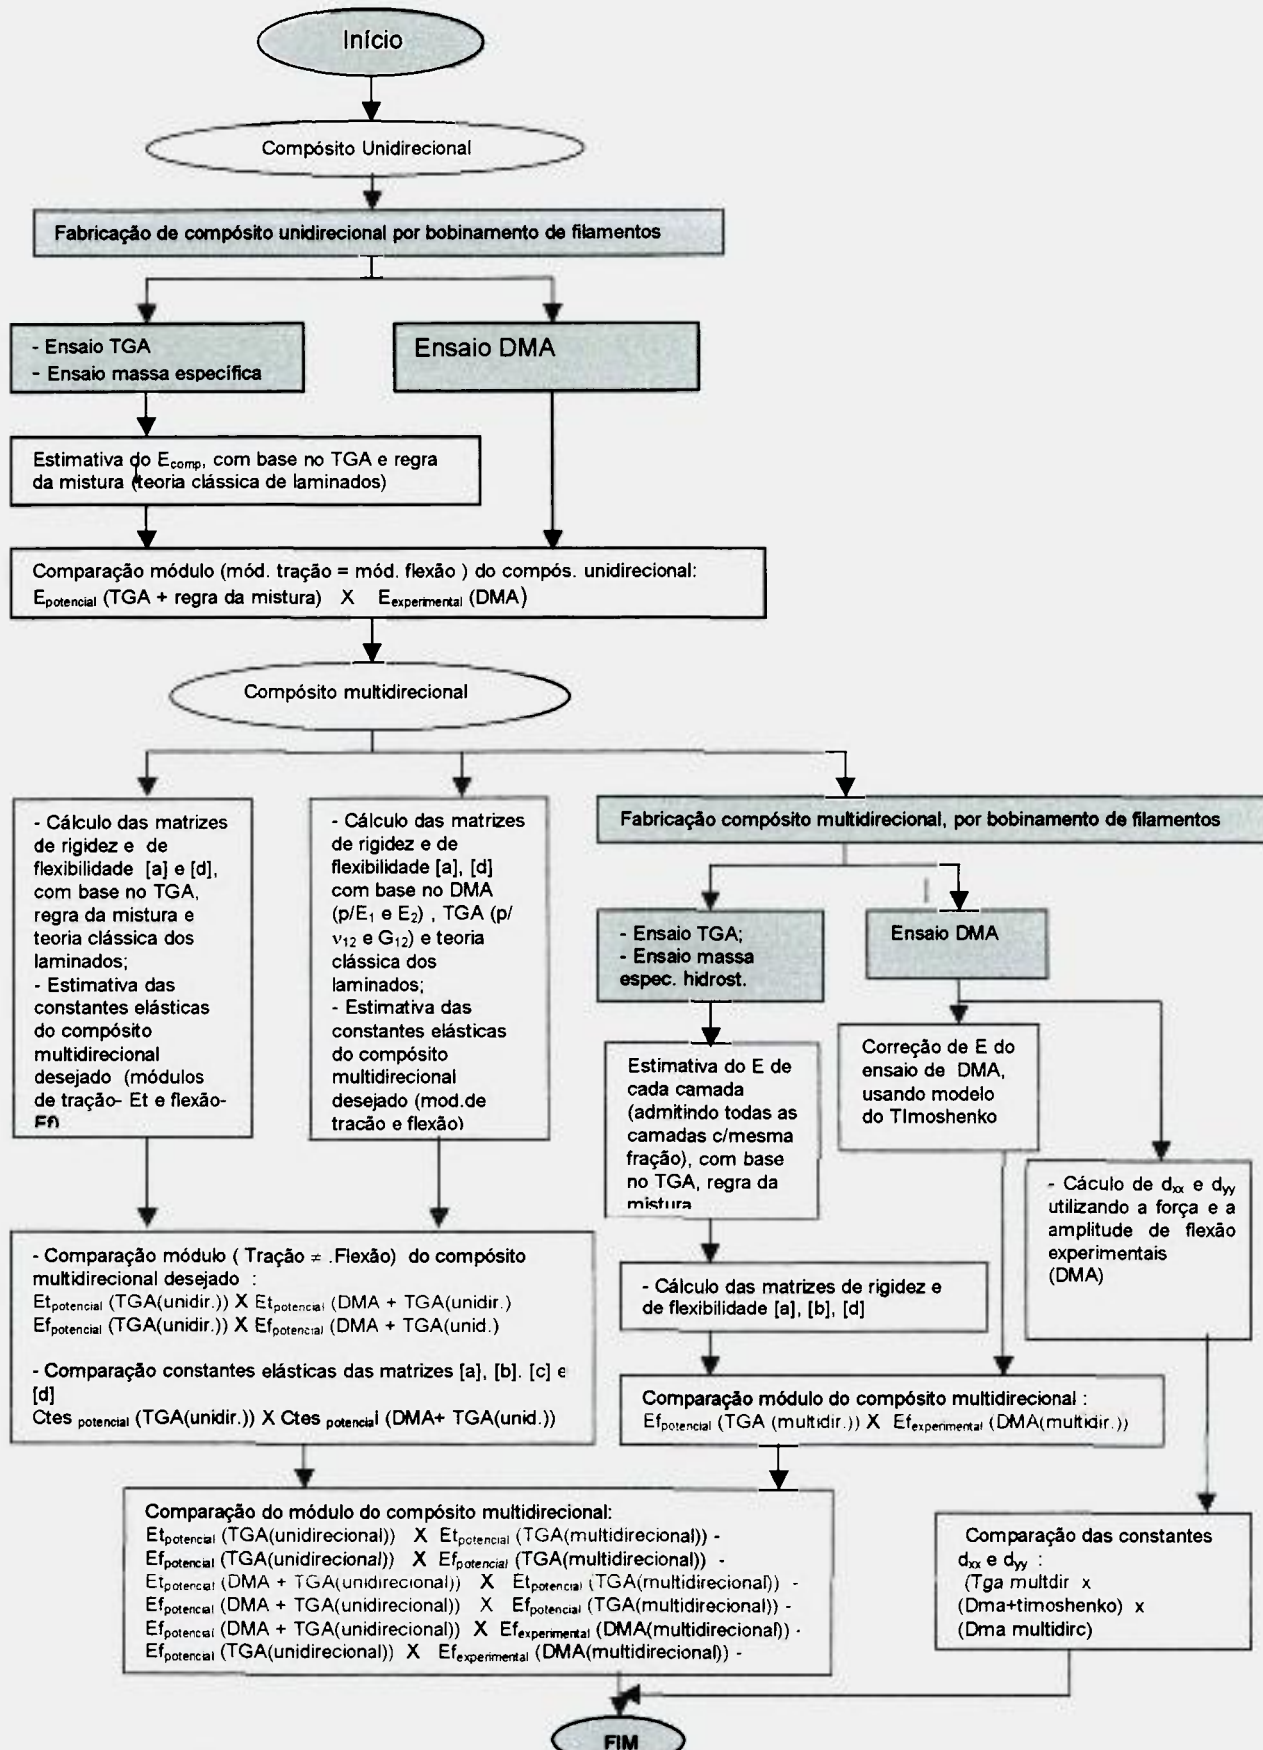 Início
Compósito Unidirecional
Fabricação de compósito unidirecional por bobinamento de filamentos
- Ensaio TGA
- Ensaio massa específica
Ensaio DMA
Estimativa do Ecomp, com base no TGA e regra
da mistura (teoria clássica de laminados)
Comparação módulo (mód. tração = mód. flexão ) do compós. unidirecional:
Epotencial (TGA + regra da mistura) X Eexperimental (DMA)
Compósito multidirecional
- Cálculo das matrizes
de rigidez e de
flexibilidade [a] e [d],
com base no TGA,
regra da mistura e
teoria clássica dos
laminados;
- Estimativa das
constantes elásticas
do compósito
multidirecional
desejado (módulos
de tração- Et e flexão-
Ef)
- Cálculo das matrizes
de rigidez e de
flexibilidade [a], [d]
com base no DMA
(p/E1 e E2) , TGA (p/
ν12 e G12) e teoria
clássica dos
laminados;
- Estimativa das
constantes elásticas
do compósito
multidirecional
desejado (mod.de
tração e flexão)
Fabricação compósito multidirecional, por bobinamento de filamentos
- Ensaio TGA;
- Ensaio massa
espec. hidrost.
Ensaio DMA
Estimativa do E de
cada camada
(admitindo todas as
camadas c/mesma
fração), com base
no TGA, regra da
mistura
Correção de E do
ensaio de DMA,
usando modelo
do TImoshenko
- Cáculo de dxx e dyy
utilizando a força e a
amplitude de flexão
experimentais
(DMA)
- Cálculo das matrizes de rigidez e
de flexibilidade [a], [b], [d]
- Comparação módulo ( Tração ≠ .Flexão) do compósito
multidirecional desejado :
Etpotencial (TGA(unidir.)) X Etpotencial (DMA + TGA(unidir.)
Efpotencial (TGA(unidir.)) X Efpotencial (DMA + TGA(unid.)
- Comparação constantes elásticas das matrizes [a], [b]. [c] e
[d]
Ctes potencial (TGA(unidir.)) X Ctes potencial (DMA+ TGA(unid.))
Comparação módulo do compósito multidirecional :
Efpotencial (TGA (multidir.)) X Efexperimental (DMA(multidir.))
Comparação do módulo do compósito multidirecional:
Etpotencial (TGA(unidirecional)) X Etpotencial (TGA(multidirecional)) -
Efpotencial (TGA(unidirecional)) X Efpotencial (TGA(multidirecional)) -
Etpotencial (DMA + TGA(unidirecional)) X Etpotencial (TGA(multidirecional)) -
Efpotencial (DMA + TGA(unidirecional)) X Efpotencial (TGA(multidirecional)) -
Efpotencial (DMA + TGA(unidirecional)) X Efexperimental (DMA(multidirecional)) -
Efpotencial (TGA(unidirecional)) X Efexperimental (DMA(multidirecional)) -
Comparação das constantes
dxx e dyy :
(Tga multdir x
(Dma+timoshenko) x
(Dma multidirc)
FIM